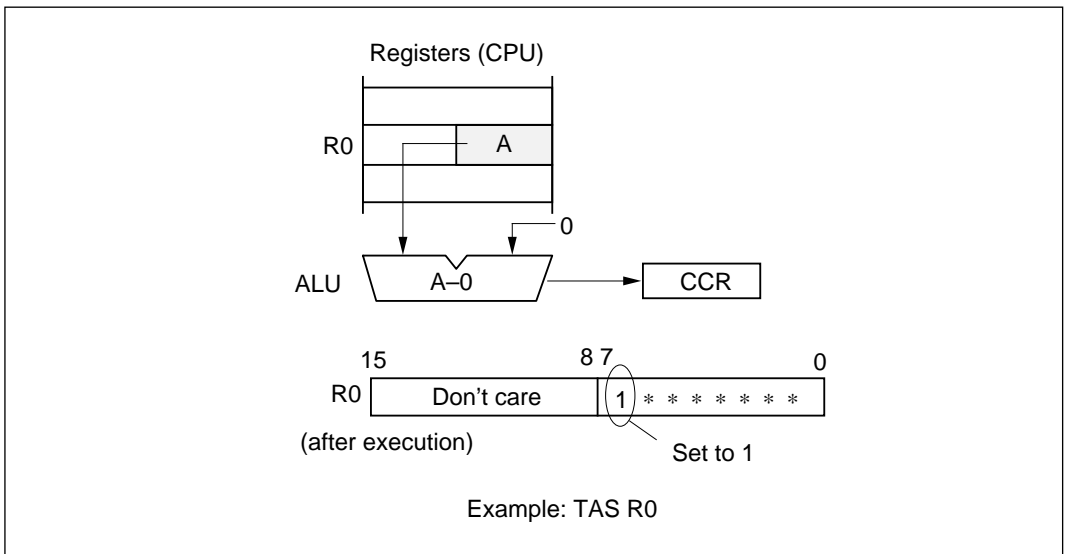 Registers (CPU)
R0 A
0
ALU A–0 CCR
15 8 7 0
R0 Don't care 1 * * * * * * *
(after execution) Set to 1
Example: TAS R0